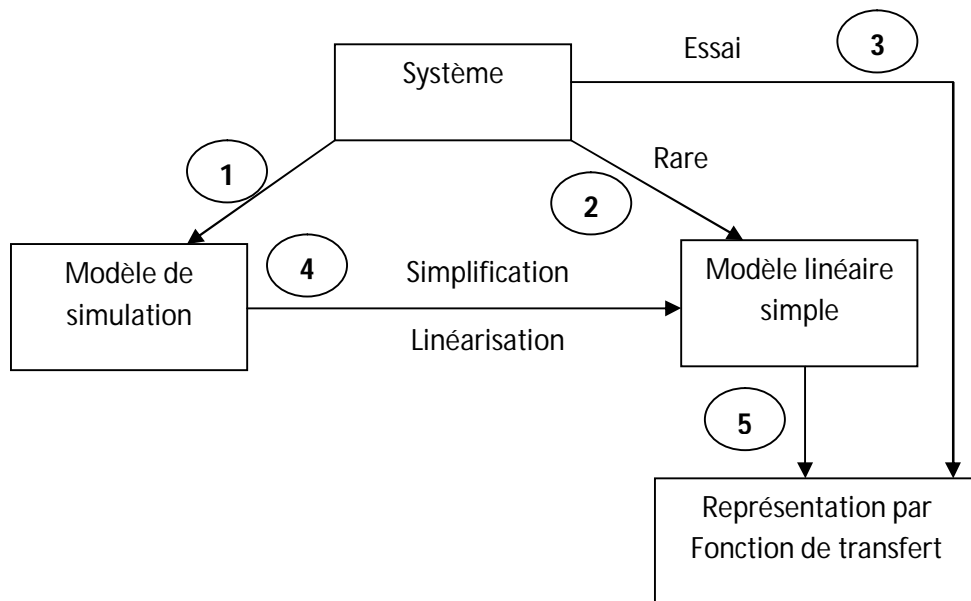 Essai
3
Système
Rare
1
2
Modèle de
simulation
4
Simplification
Linéarisation
Modèle linéaire
simple
5
Représentation par
Fonction de transfert